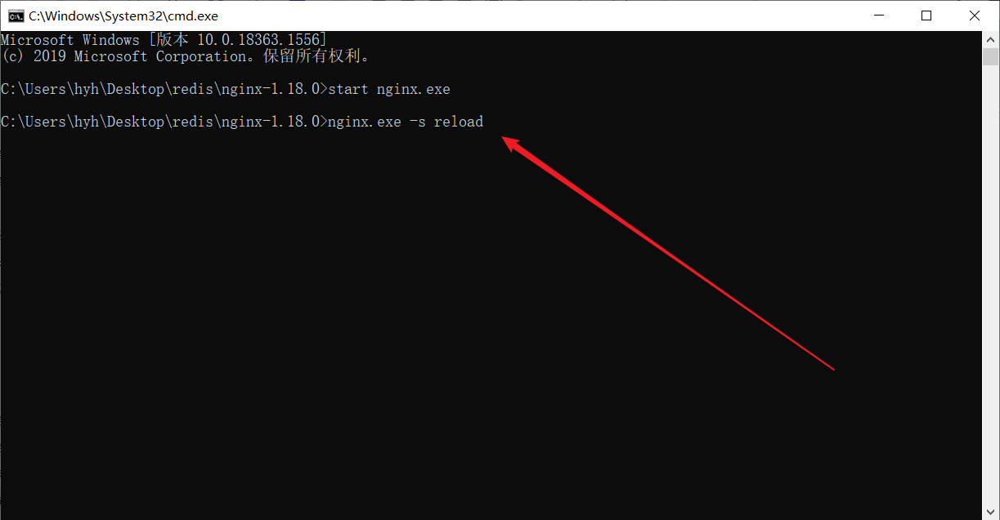 C:\Windows\System32\cmd.exe
Microsoft Windows [版本 10.0.18363.1556]
(c) 2019 Microsoft Corporation。保留所有权利。
C:\Users\hyh\Desktop\redis\nginx-1.18.0>start nginx.exe
C:\Users\hyh\Desktop\redis\nginx-1.18.0>nginx.exe -s reload